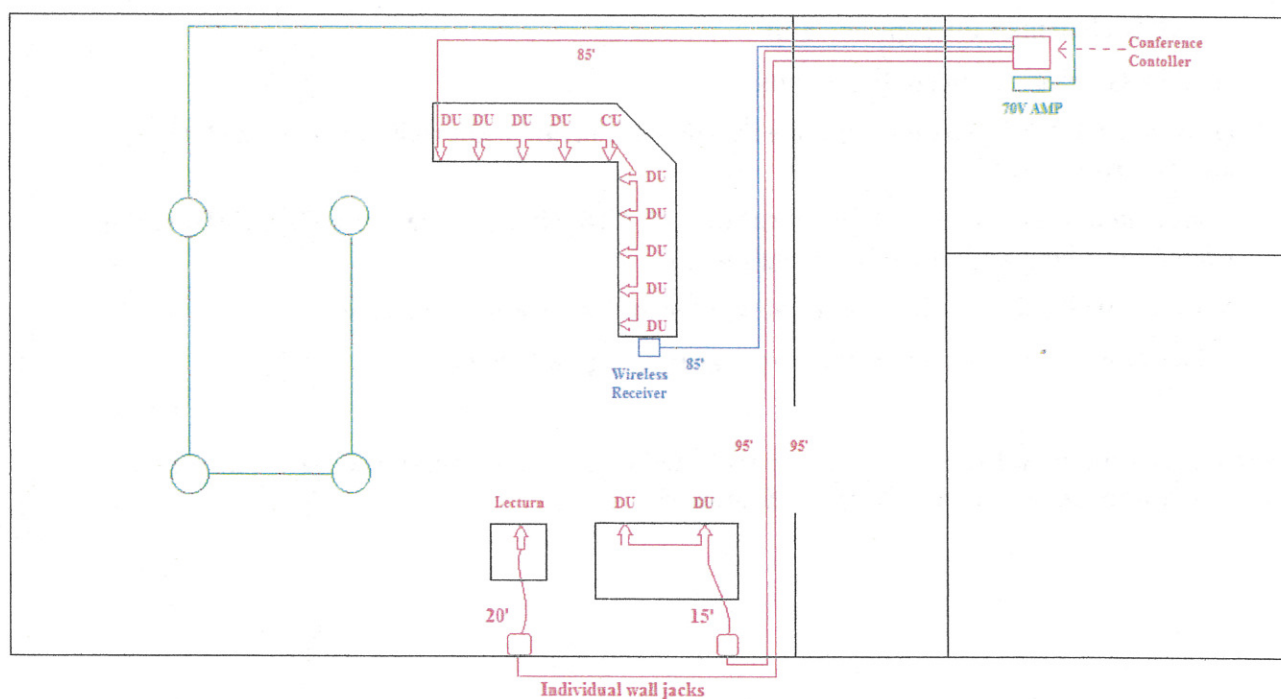 85'
Conference
Contoller
70V AMP
DU DU DU DU CU
DU
DU
DU
DU
DU
Wireless
Receiver
85'
95' 95'
Lecturn
DU DU
20'
15'
Individual wall jacks